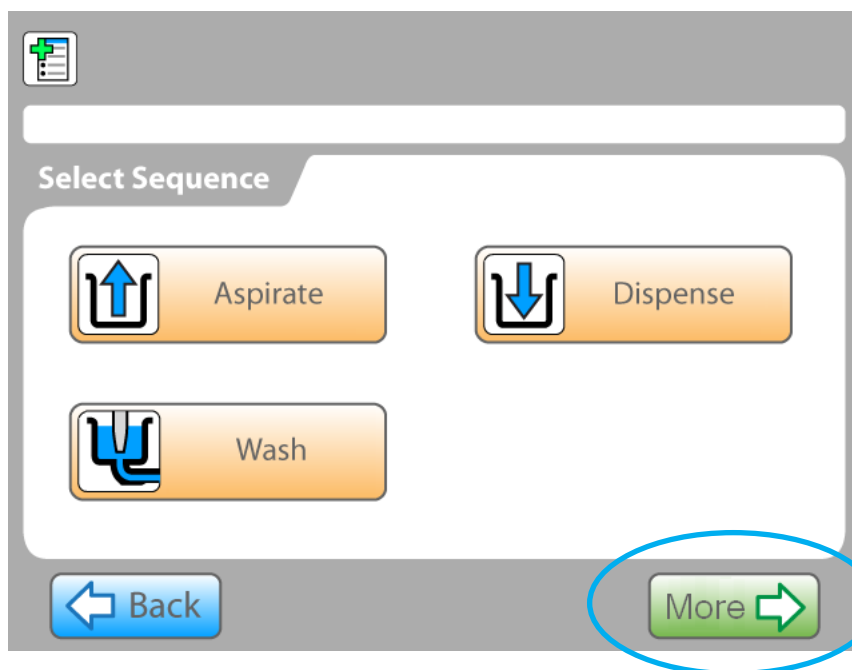 Select Sequence
Aspirate
Dispense
Wash
Back
More